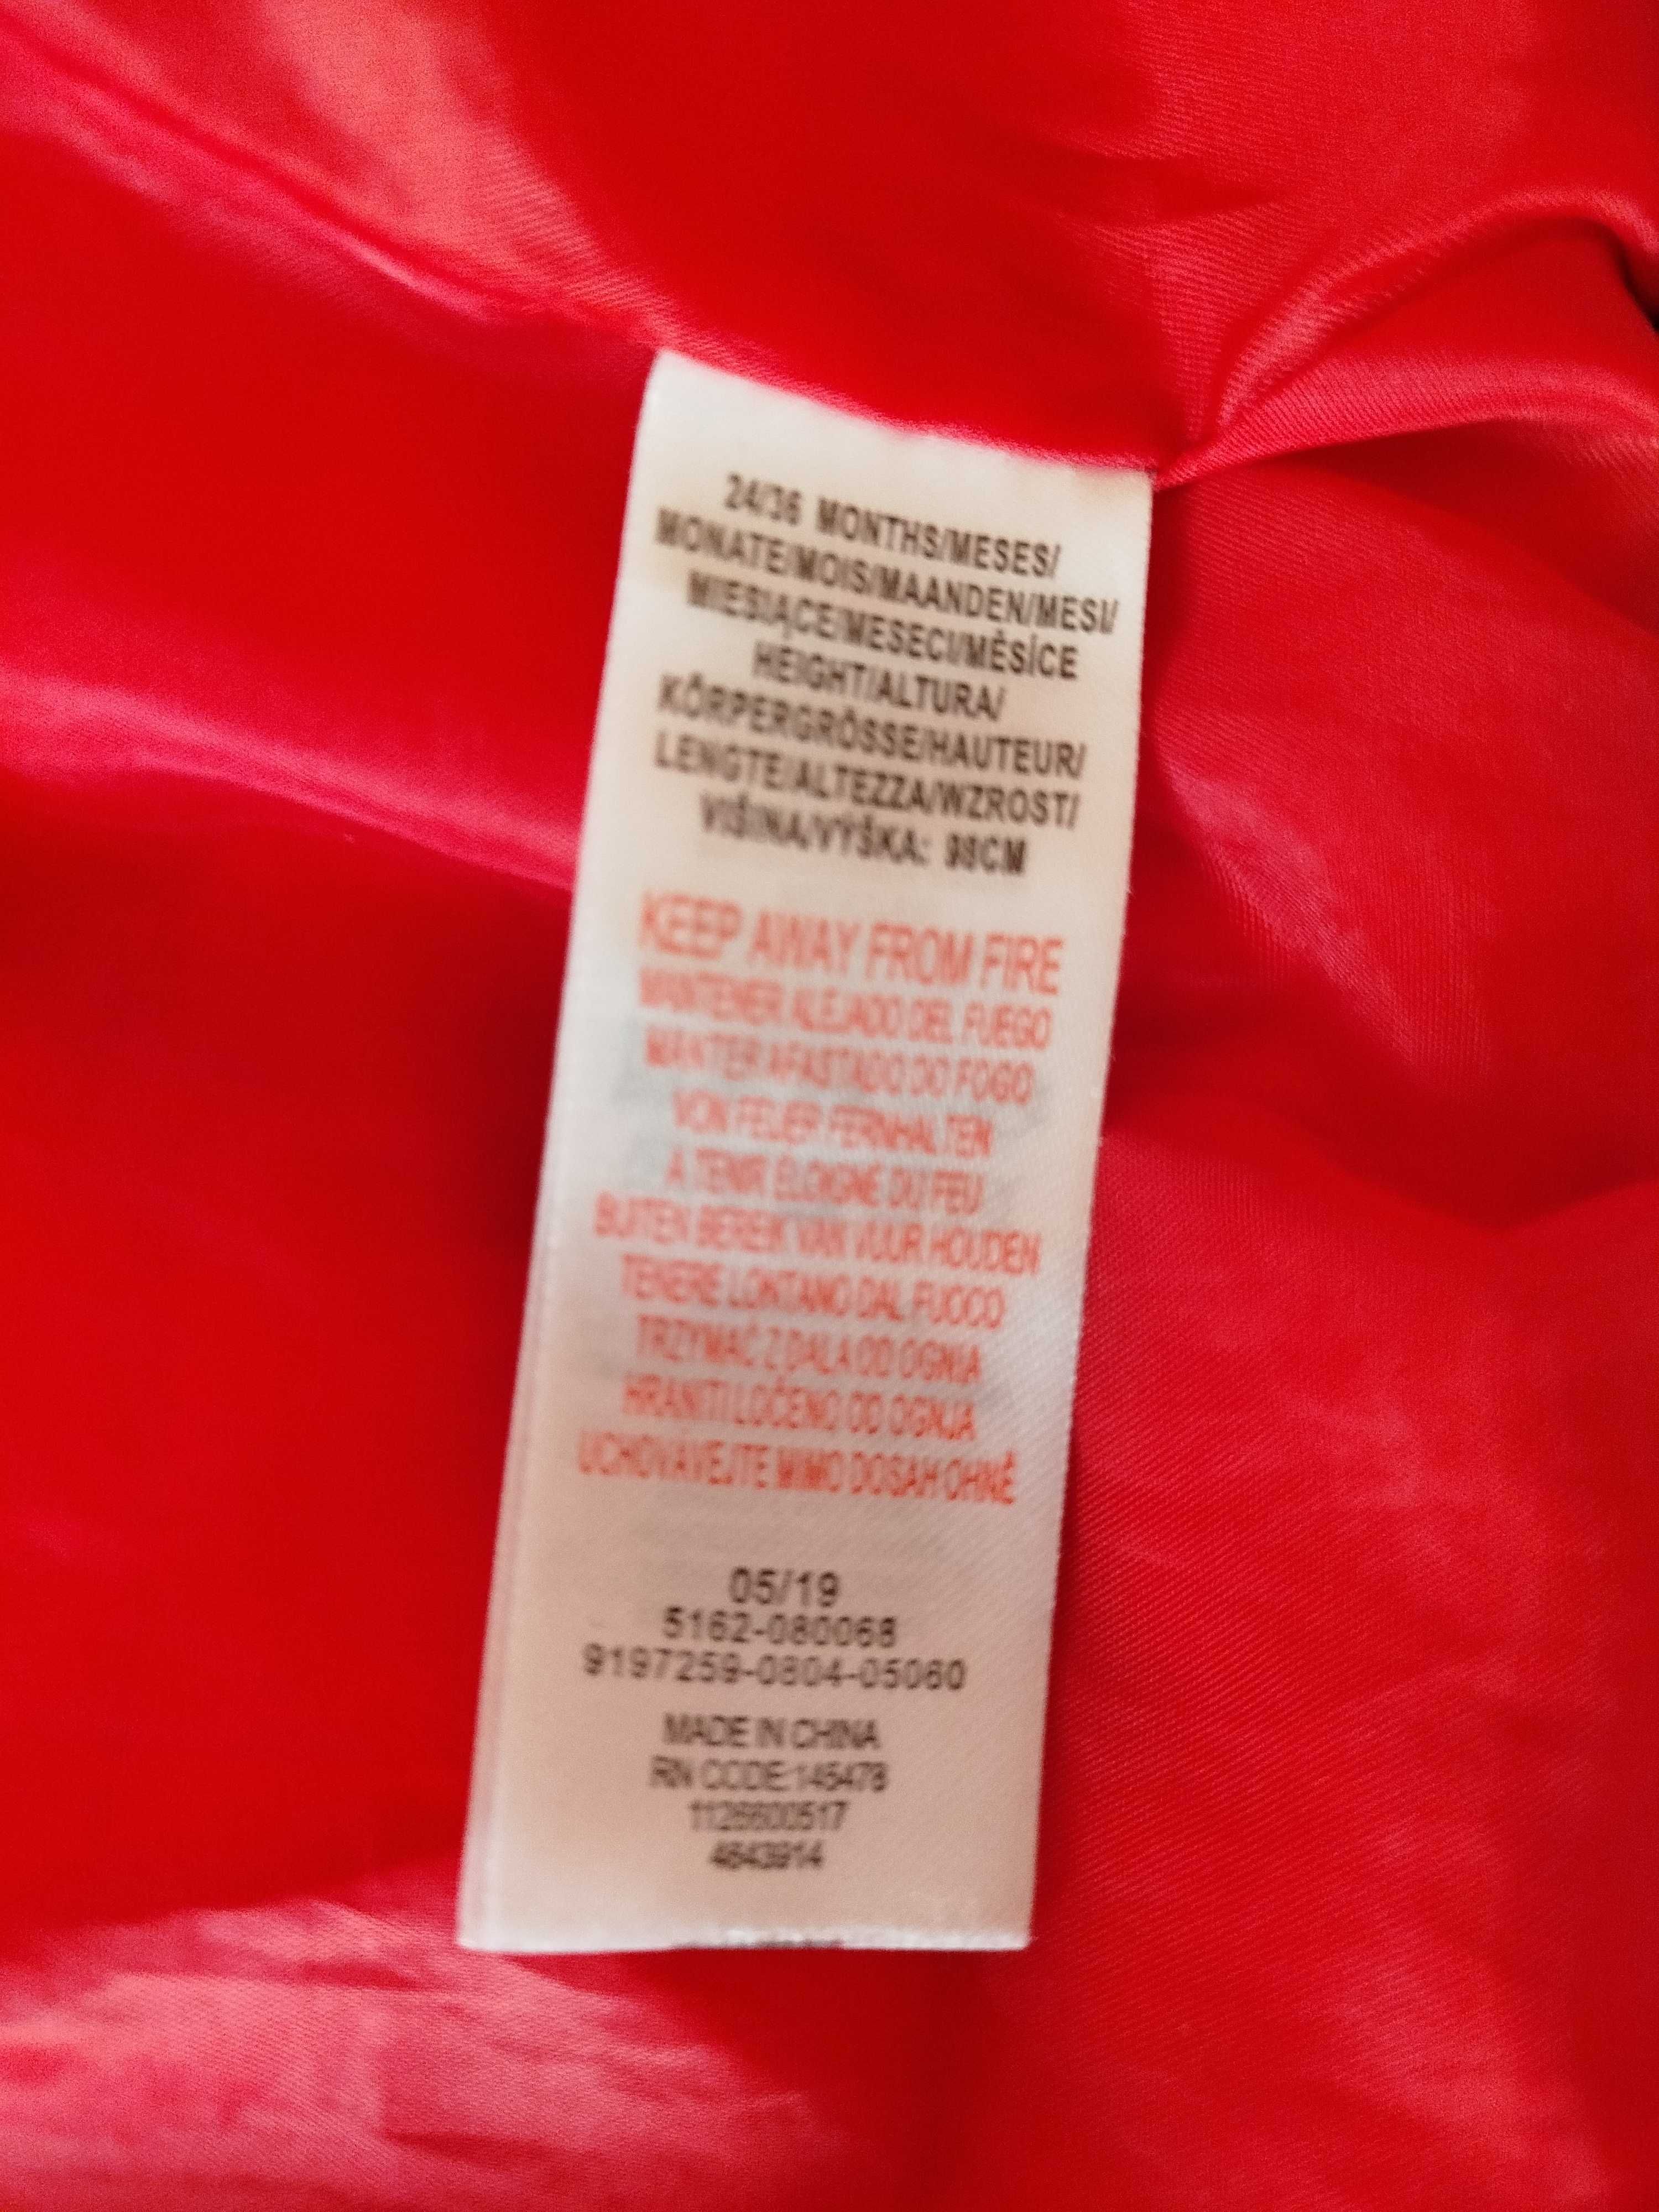 24/36 MONTHS/MESES/
MONATE/MOIS/MAANDEN/MESI/
MIESIĄCE/MESECI/MĚSÍCE
HEIGHT/ALTURA/
KÖRPERGRÖSSE/HAUTEUR/
LENGTE/ALTEZZA/WZROST/
VIŠINA/VÝŠKA: 98CM
KEEP AWAY FROM FIRE
MANTENER ALEJADO DEL FUEGO
MANTER AFASTADO DO FOGO
VON FEUER FERNHALTEN
À TENIR ÉLOIGNÉ DU FEU
BUITEN BEREIK VAN VUUR HOUDEN
TENERE LONTANO DAL FUOCO
TRZYMAĆ Z DALA OD OGNIA
HRANITI LOČENO OD OGNJA
UCHOVÁVEJTE MIMO DOSAH OHNĚ
05/19
5162-080068
9197259-0804-05060
MADE IN CHINA
RN CODE:145478
1126600517
4643914